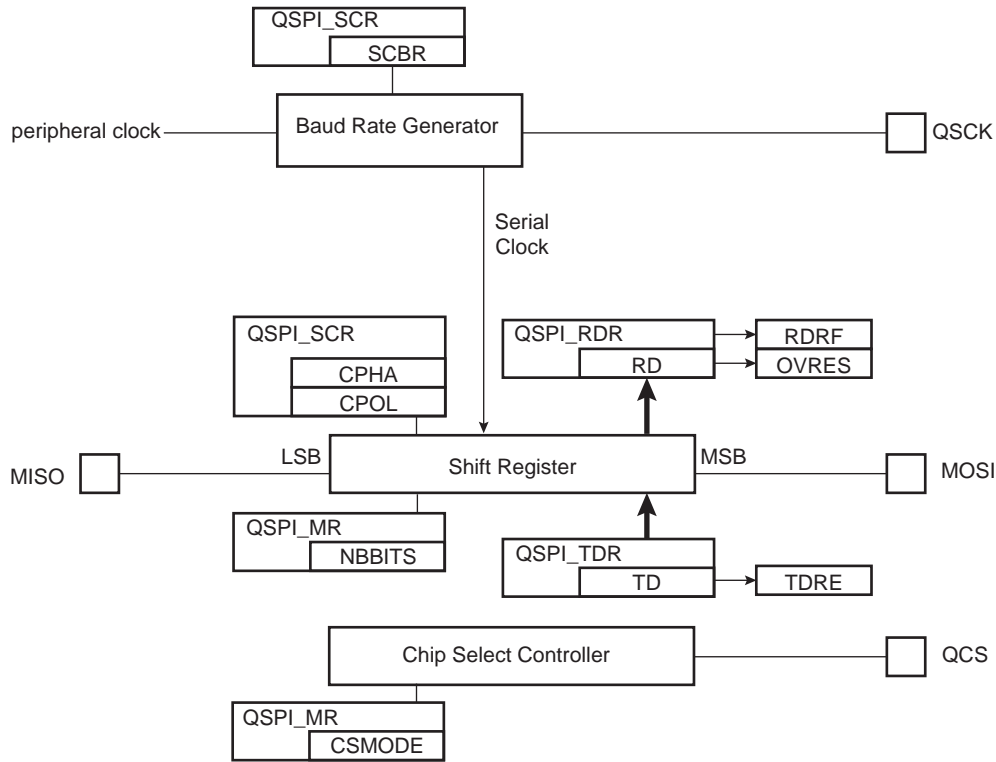 QSPI_SCR
SCBR
peripheral clock
Baud Rate Generator
QSCK
Serial
Clock
QSPI_SCR
CPHA
CPOL
QSPI_RDR
RD
RDRF
OVRES
MISO
LSB
Shift Register
MSB
MOSI
QSPI_MR
NBBITS
QSPI_TDR
TD
TDRE
Chip Select Controller
QCS
QSPI_MR
CSMODE